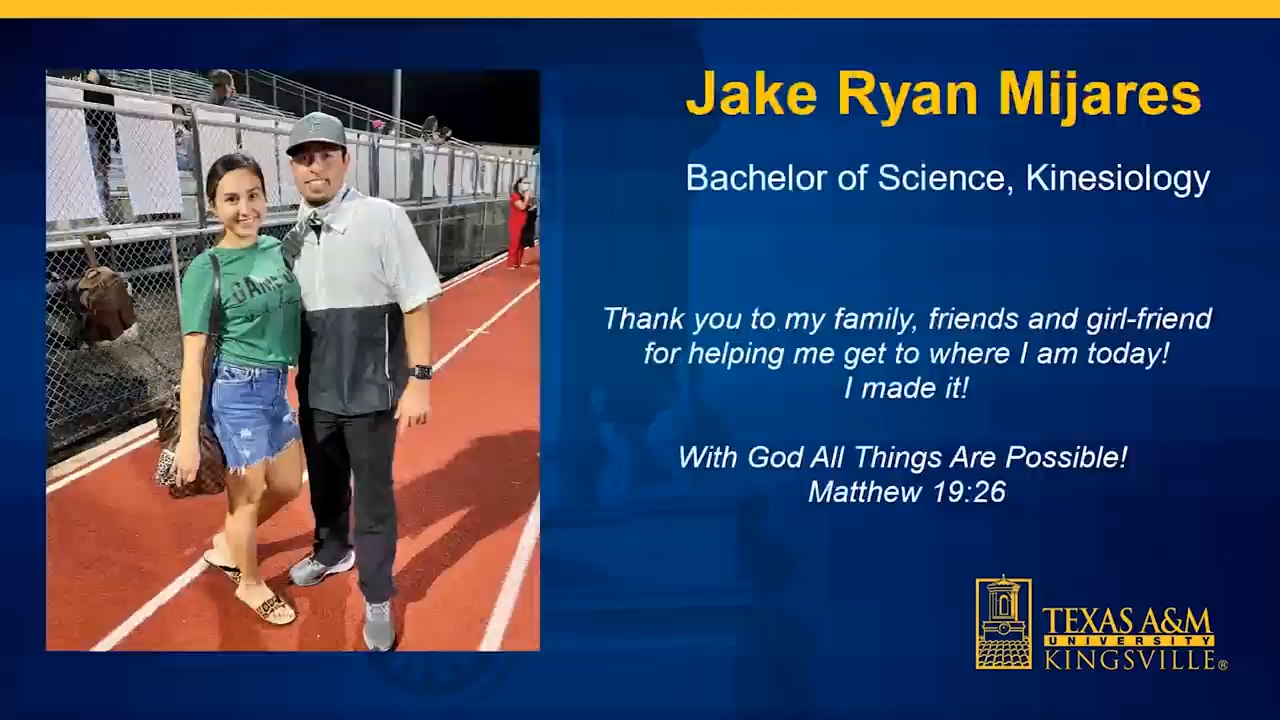 Jake Ryan Mijares
Bachelor of Science, Kinesiology
Thank you to my family, friends and girl-friend
for helping me get to where I am today!
I made it!
With God All Things Are Possible!
Matthew 19:26
TEXAS A&M
UNIVERSITY
KINGSVILLE®